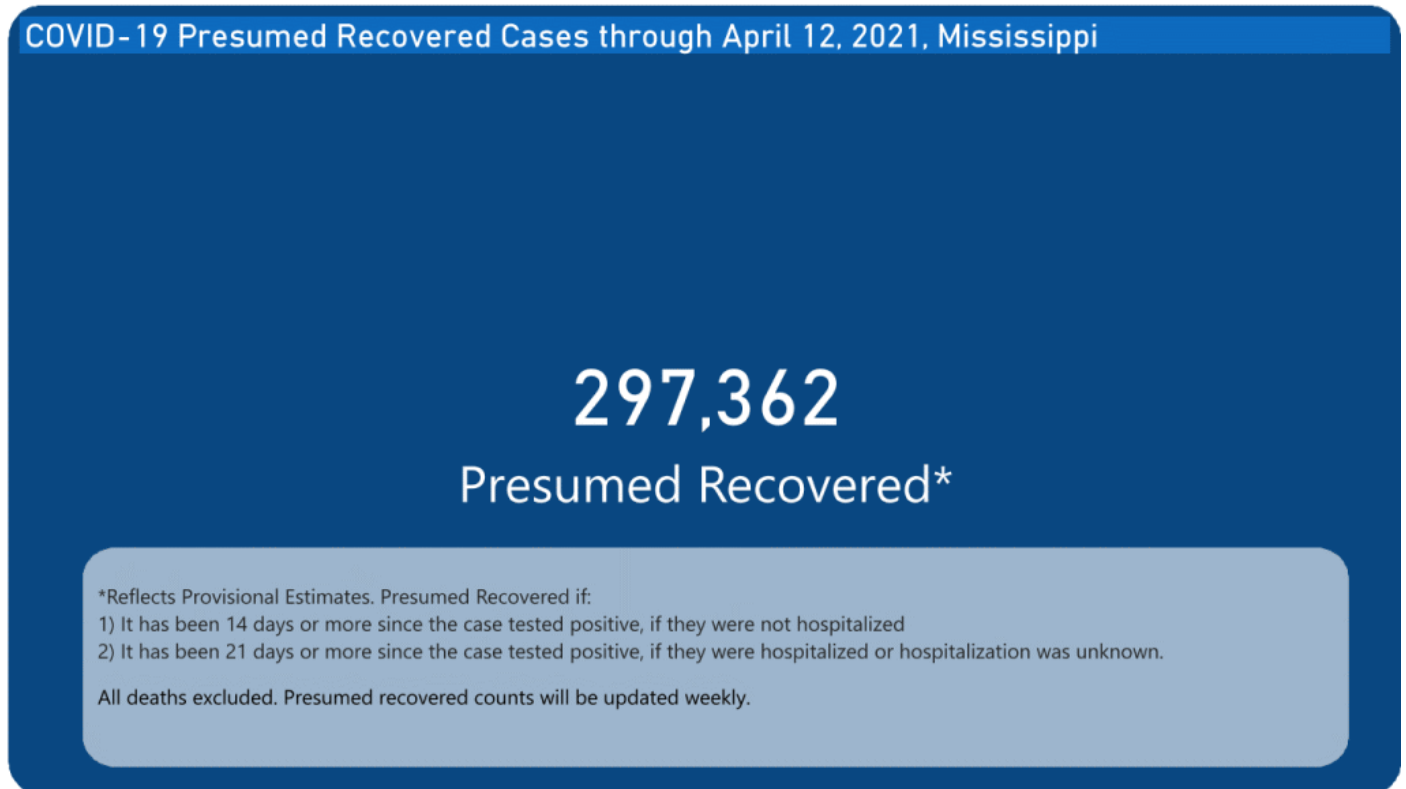 COVID-19 Presumed Recovered Cases through April 12, 2021, Mississippi
297,362
Presumed Recovered*
*Reflects Provisional Estimates. Presumed Recovered if:
1) It has been 14 days or more since the case tested positive, if they were not hospitalized
2) It has been 21 days or more since the case tested positive, if they were hospitalized or hospitalization was unknown.
All deaths excluded. Presumed recovered counts will be updated weekly.